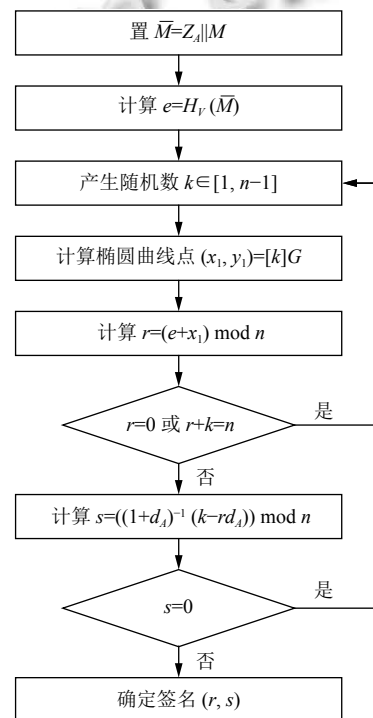 置 M̅=Z_A||M
计算 e=H_V(M̅)
产生随机数 k∈[1, n−1]
计算椭圆曲线点 (x₁, y₁)=[k]G
计算 r=(e+x₁) mod n
r=0 或 r+k=n
是
否
计算 s=((1+d_A)⁻¹ (k−rd_A)) mod n
s=0
是
否
确定签名 (r, s)